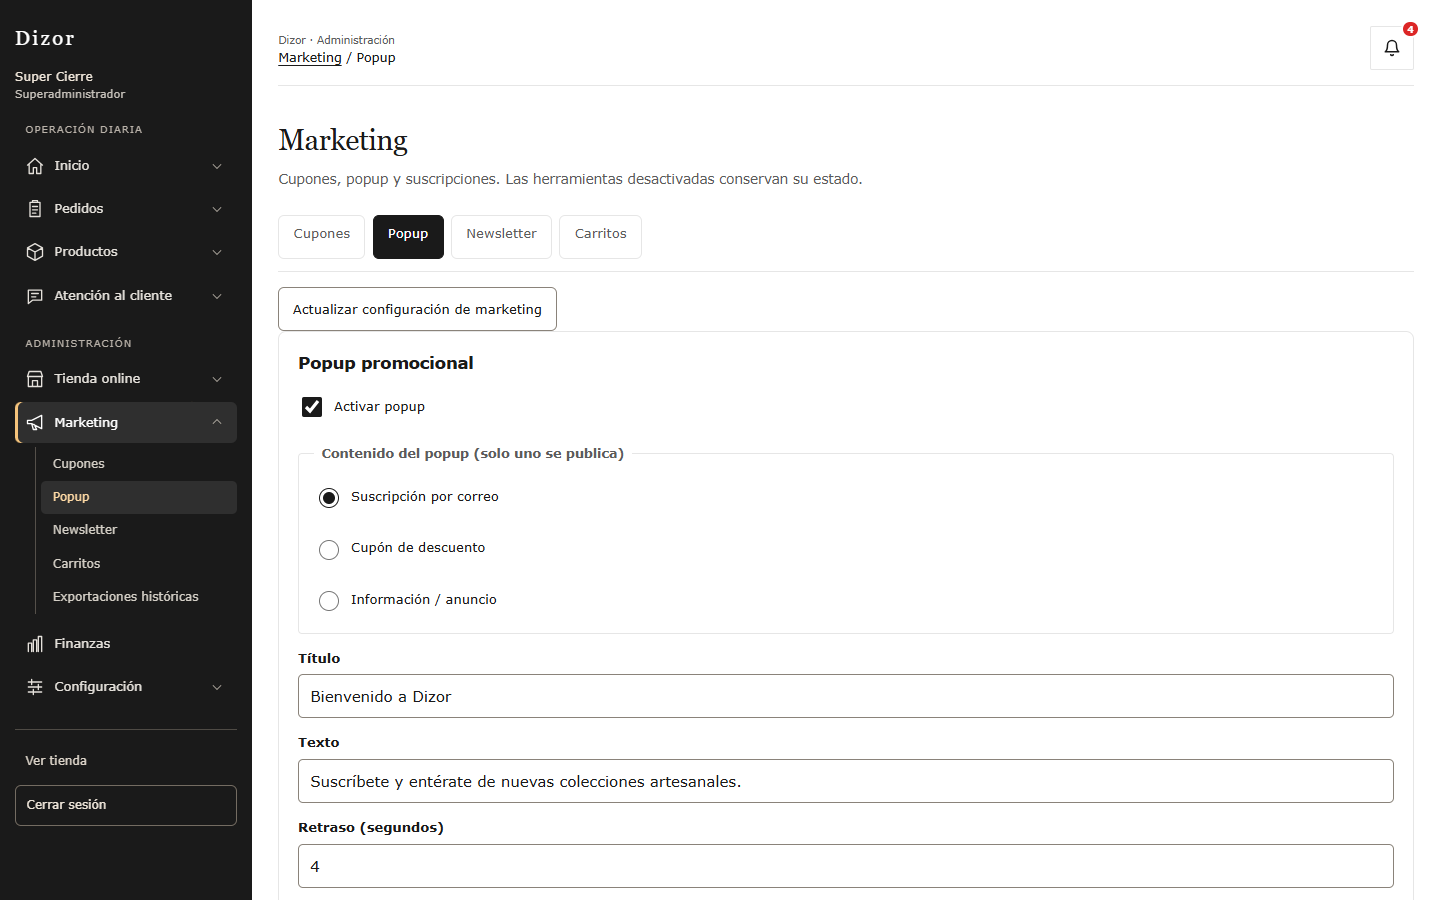 Dizor
Super Cierre
Superadministrador
OPERACIÓN DIARIA
Inicio
Pedidos
Productos
Atención al cliente
ADMINISTRACIÓN
Tienda online
Marketing
Cupones
Popup
Newsletter
Carritos
Exportaciones históricas
Finanzas
Configuración
Ver tienda
Cerrar sesión
Dizor · Administración
Marketing / Popup
4
Marketing
Cupones, popup y suscripciones. Las herramientas desactivadas conservan su estado.
Cupones
Popup
Newsletter
Carritos
Actualizar configuración de marketing
Popup promocional
Activar popup
Contenido del popup (solo uno se publica)
Suscripción por correo
Cupón de descuento
Información / anuncio
Título
Bienvenido a Dizor
Texto
Suscríbete y entérate de nuevas colecciones artesanales.
Retraso (segundos)
4